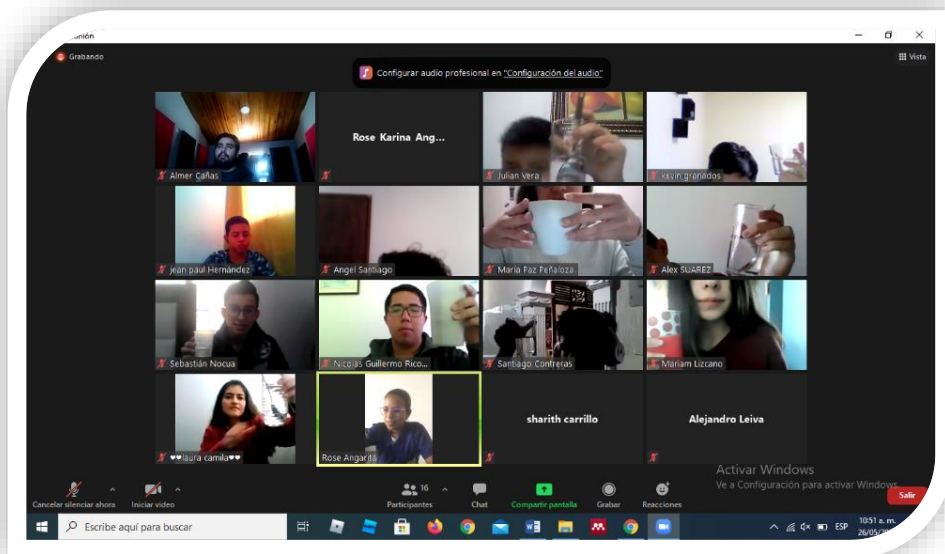 unión
Grabando
Vista
Configurar audio profesional en "Configuración del audio"
Almer Cañas
Rose Karina Ang...
Julian Vera
kevin granados
jean paul Hernández
Angel Santiago
María Paz Peñaloza
Alex SUAREZ
Sebastián Nocua
Nicolas Guillermo Rico...
Santiago Contreras
Mariam Lizcano
♥♥laura camila♥♥
Rose Angarita
sharith carrillo
Alejandro Leiva
Activar Windows
Ve a Configuración para activar Windows.
Cancelar silenciar ahora
Iniciar video
16
Participantes
Chat
Compartir pantalla
Grabar
Reacciones
Salir
Escribe aquí para buscar
ESP
10:51 a. m.
26/05/